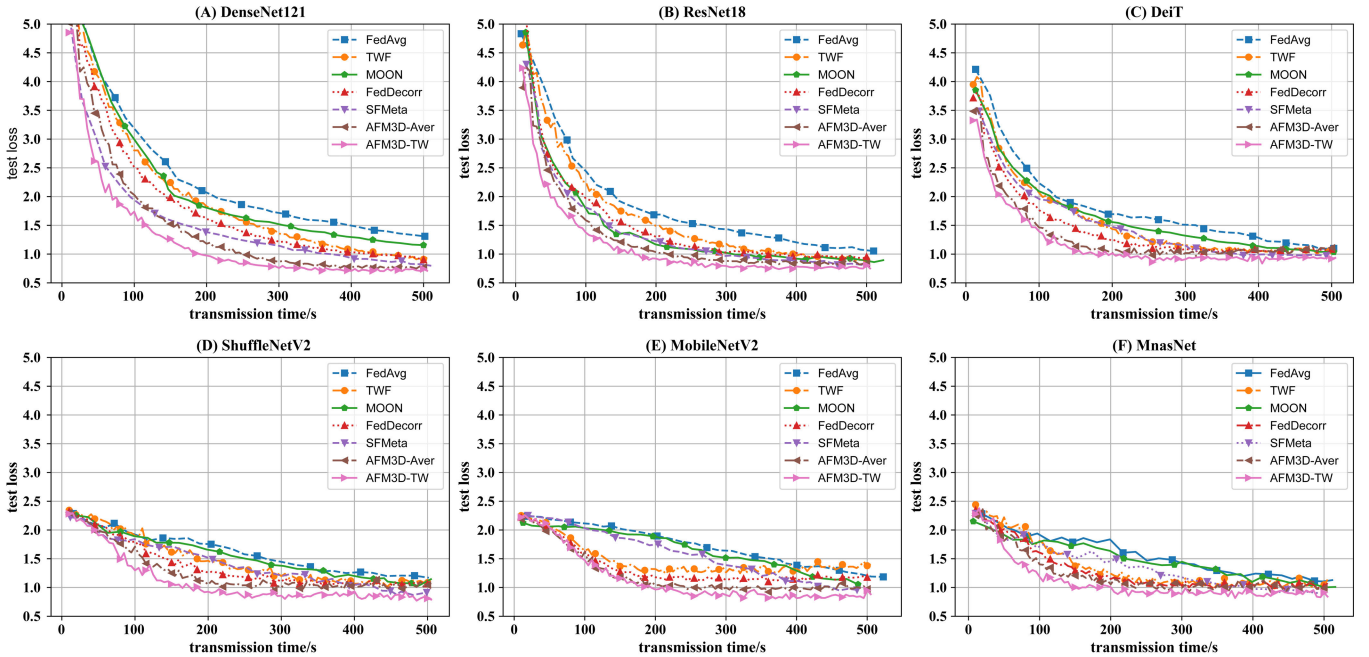 (A) DenseNet121
5.0
4.5
4.0
3.5
3.0
2.5
2.0
1.5
1.0
0.5
test loss
FedAvg
TWF
MOON
FedDecorr
SFMeta
AFM3D-Aver
AFM3D-TW
0 100 200 300 400 500
transmission time/s
(B) ResNet18
5.0
4.5
4.0
3.5
3.0
2.5
2.0
1.5
1.0
0.5
test loss
FedAvg
TWF
MOON
FedDecorr
SFMeta
AFM3D-Aver
AFM3D-TW
0 100 200 300 400 500
transmission time/s
(C) DeiT
5.0
4.5
4.0
3.5
3.0
2.5
2.0
1.5
1.0
0.5
test loss
FedAvg
TWF
MOON
FedDecorr
SFMeta
AFM3D-Aver
AFM3D-TW
0 100 200 300 400 500
transmission time/s
(D) ShuffleNetV2
5.0
4.5
4.0
3.5
3.0
2.5
2.0
1.5
1.0
0.5
test loss
FedAvg
TWF
MOON
FedDecorr
SFMeta
AFM3D-Aver
AFM3D-TW
0 100 200 300 400 500
transmission time/s
(E) MobileNetV2
5.0
4.5
4.0
3.5
3.0
2.5
2.0
1.5
1.0
0.5
test loss
FedAvg
TWF
MOON
FedDecorr
SFMeta
AFM3D-Aver
AFM3D-TW
0 100 200 300 400 500
transmission time/s
(F) MnasNet
5.0
4.5
4.0
3.5
3.0
2.5
2.0
1.5
1.0
0.5
test loss
FedAvg
TWF
MOON
FedDecorr
SFMeta
AFM3D-Aver
AFM3D-TW
0 100 200 300 400 500
transmission time/s